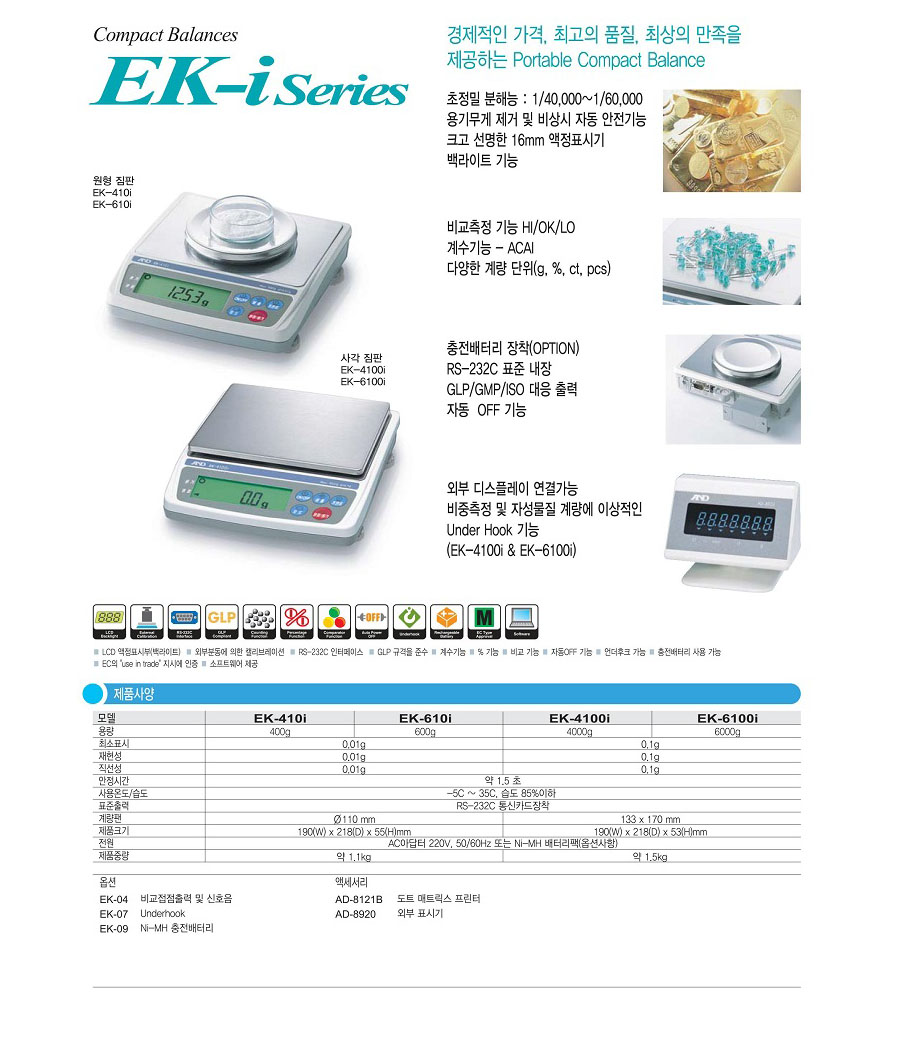 Compact Balances
EK-i Series
경제적인 가격, 최고의 품질, 최상의 만족을
제공하는 Portable Compact Balance
초정밀 분해능 : 1/40,000~1/60,000
용기무게 제거 및 비상시 자동 안전기능
크고 선명한 16mm 액정표시기
백라이트 기능
원형 짐판
EK-410i
EK-610i
AND
12.53g
비교측정 기능 HI/OK/LO
계수기능 - ACAI
다양한 계량 단위(g, %, ct, pcs)
사각 짐판
EK-4100i
EK-6100i
AND
0.0g
충전배터리 장착(OPTION)
RS-232C 표준 내장
GLP/GMP/ISO 대응 출력
자동 OFF 기능
외부 디스플레이 연결가능
비중측정 및 자성물질 계량에 이상적인
Under Hook 기능
(EK-4100i & EK-6100i)
AND
8.8.8.8.8.8.8
888 GLP OFF M
LCD Backlight
External Calibration
RS-232C Interface
GLP Compliant
Counting Function
Percentage Function
Comparator Function
Auto Power OFF
Underhook
Rechargeable Battery
EC Type Approved
Software
LCD 액정표시부(백라이트) 외부분동에 의한 캘리브레이션 RS-232C 인터페이스 GLP 규격을 준수 계수기능 % 기능 비교 기능 자동OFF 기능 언더후크 가능 충전배터리 사용 가능
EC의 "use in trade" 지시에 인증 소프트웨어 제공
제품사양
모델 EK-410i EK-610i EK-4100i EK-6100i
용량 400g 600g 4000g 6000g
최소표시 0.01g 0.1g
재현성 0.01g 0.1g
직선성 0.01g 0.1g
안정시간 약 1.5 초
사용온도/습도 -5C ~ 35C, 습도 85%이하
표준출력 RS-232C 통신카드장착
계량팬 Ø110 mm 133 x 170 mm
제품크기 190(W) x 218(D) x 55(H)mm 190(W) x 218(D) x 53(H)mm
전원 AC아답터 220V, 50/60Hz 또는 Ni-MH 배터리팩(옵션사항)
제품중량 약 1.1kg 약 1.5kg
옵션 액세서리
EK-04 비교접점출력 및 신호음 AD-8121B 도트 매트릭스 프린터
EK-07 Underhook AD-8920 외부 표시기
EK-09 Ni-MH 충전배터리